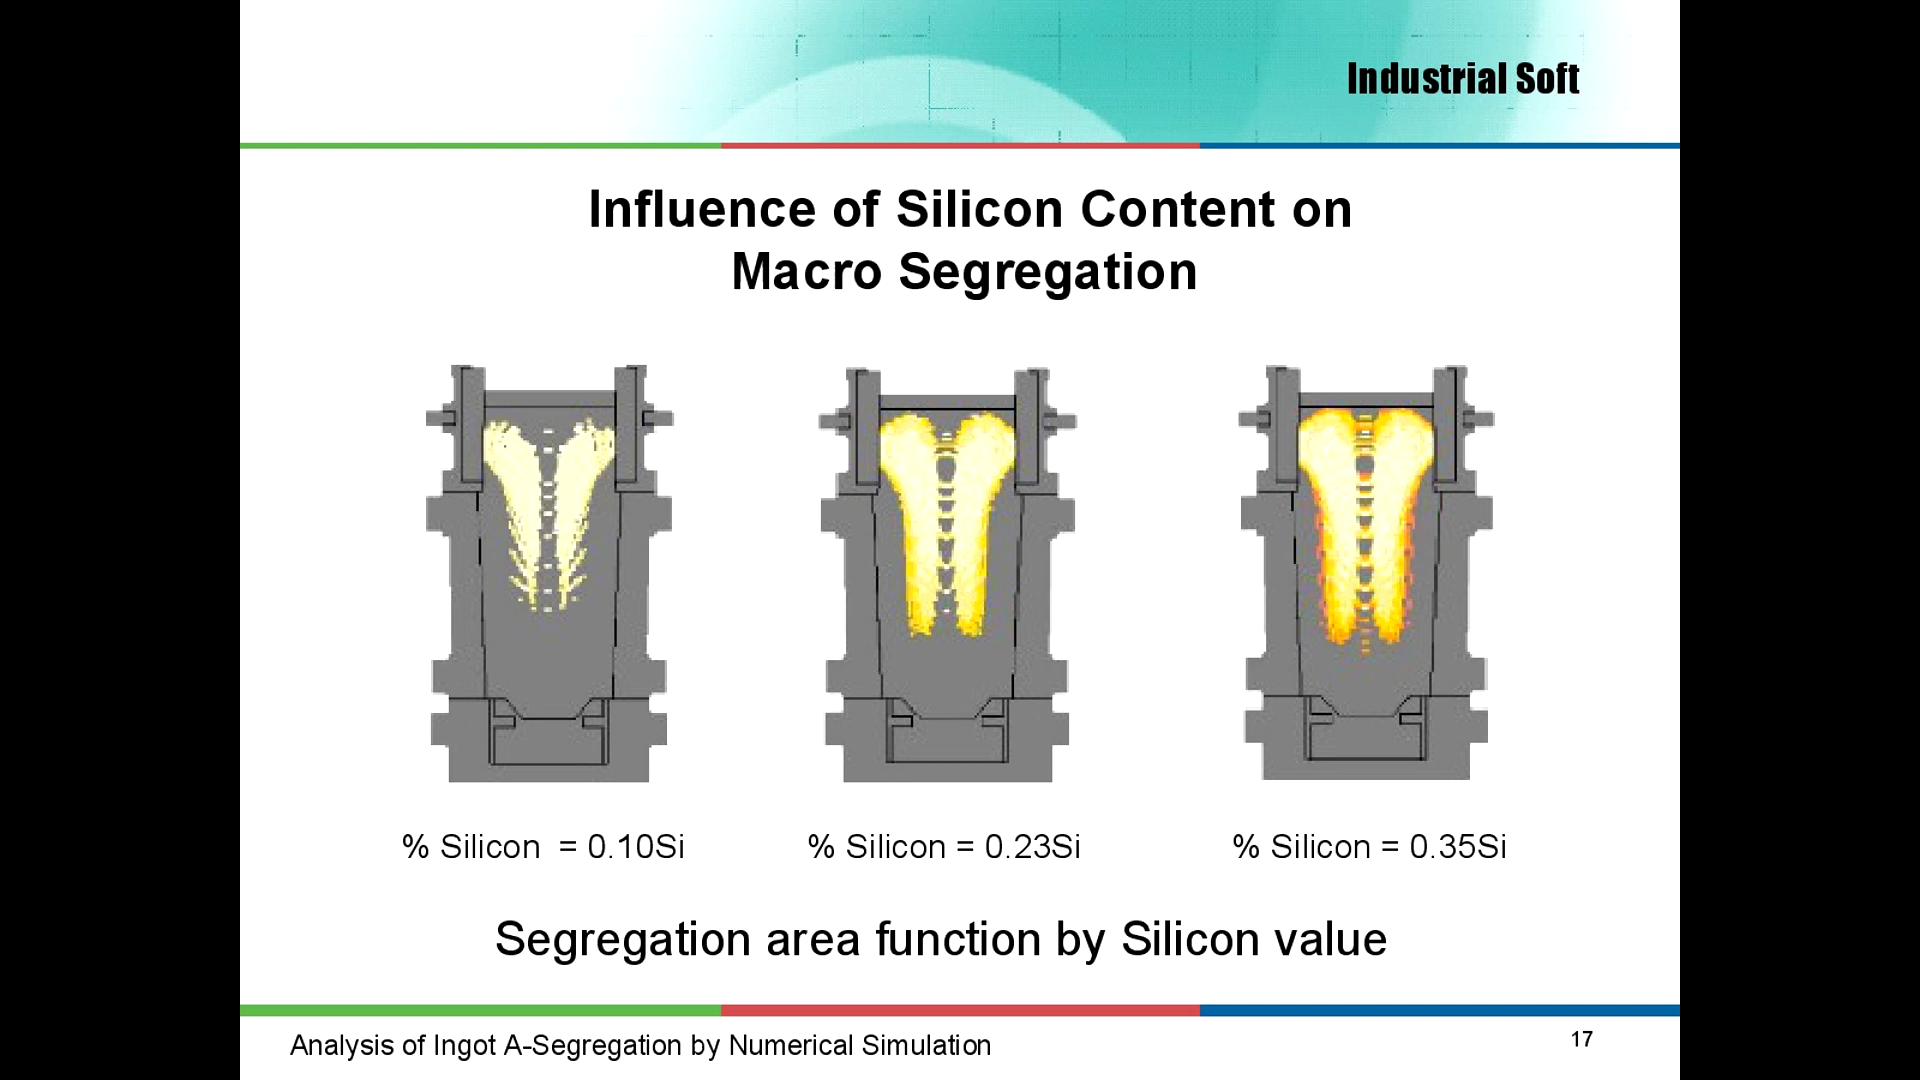 Industrial Soft
Influence of Silicon Content on
Macro Segregation
% Silicon  = 0.10Si
% Silicon = 0.23Si
% Silicon = 0.35Si
Segregation area function by Silicon value
Analysis of Ingot A-Segregation by Numerical Simulation
17